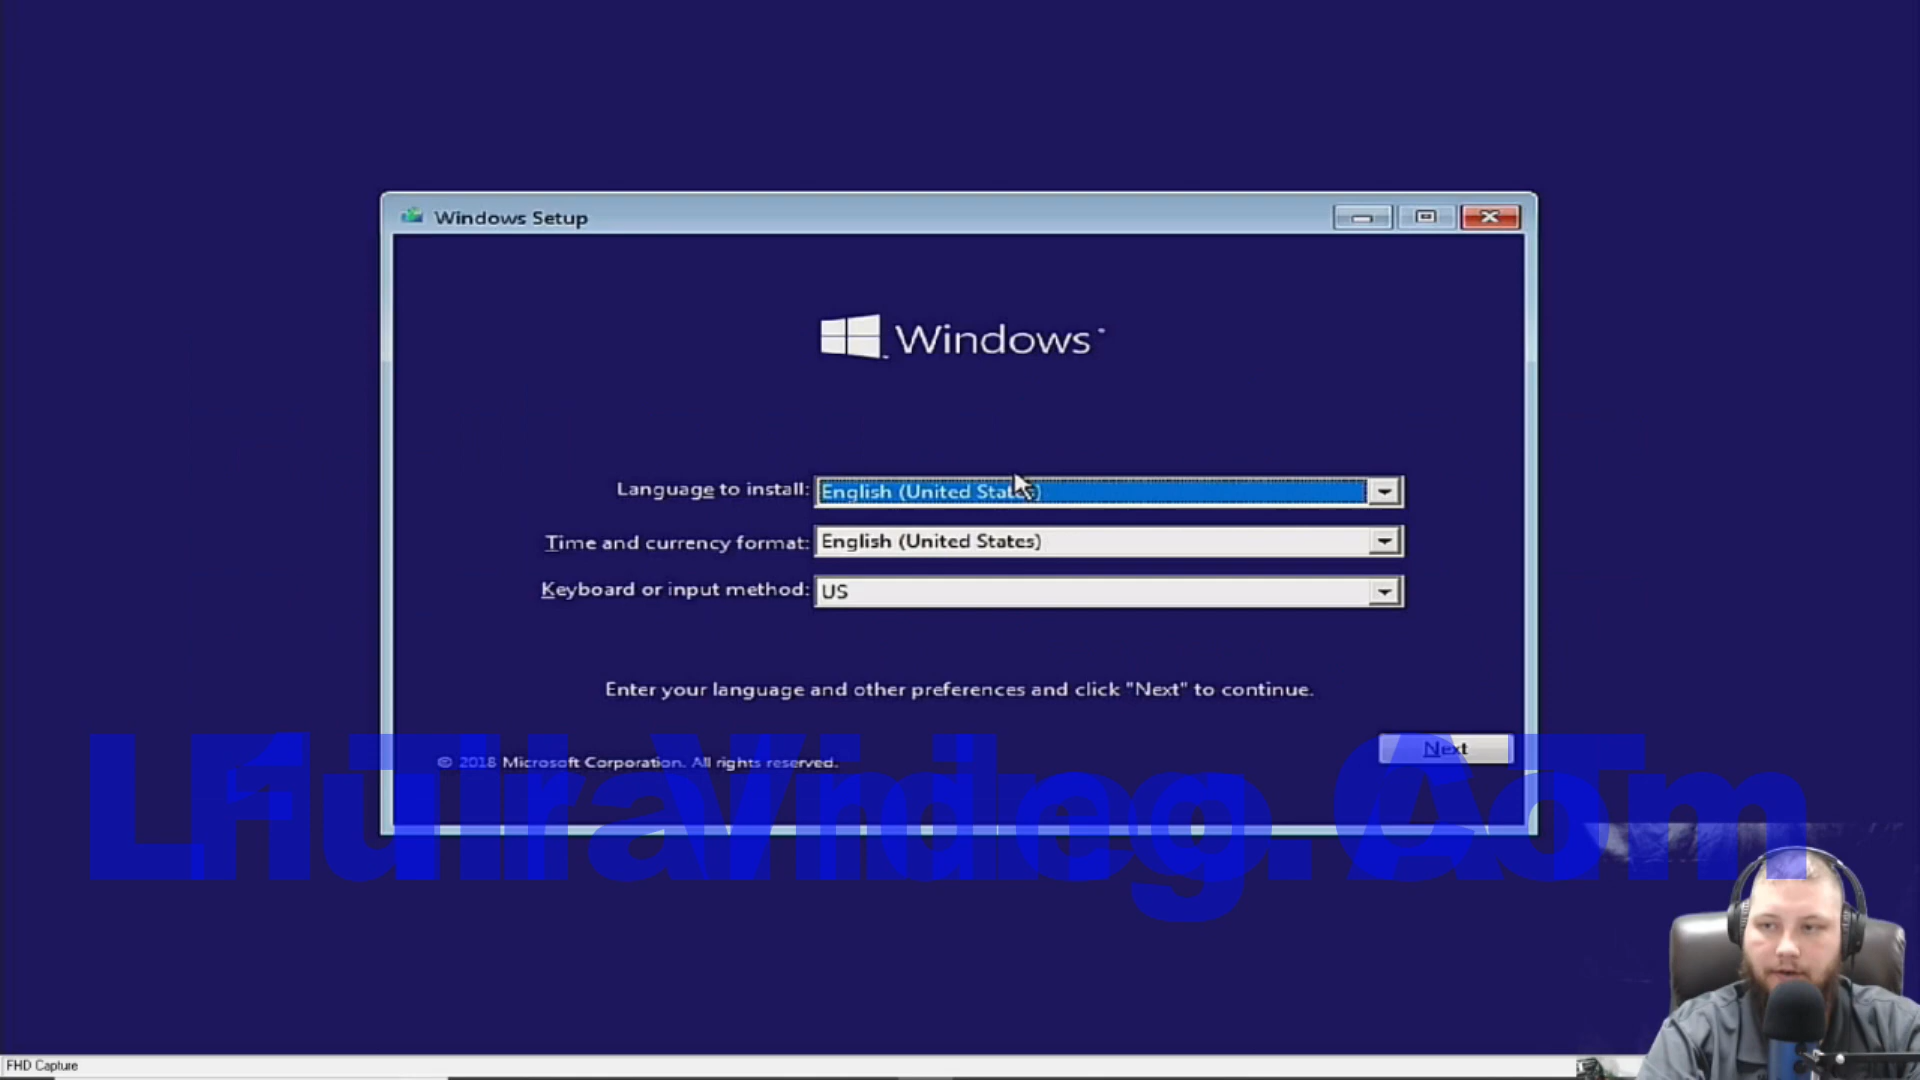 Windows Setup
Windows
Language to install: English (United States)
Time and currency format: English (United States)
Keyboard or input method: US
Enter your language and other preferences and click "Next" to continue.
Next
© 2018 Microsoft Corporation. All rights reserved.
FHD Capture